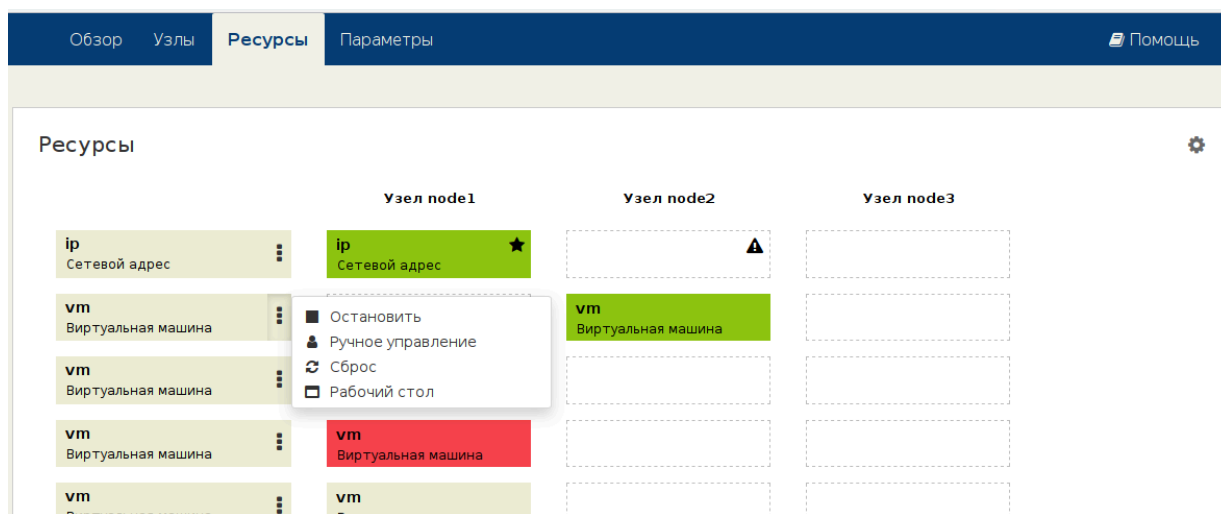 Обзор Узлы Ресурсы Параметры Помощь
Ресурсы
Узел node1 Узел node2 Узел node3
ip ip
Сетевой адрес Сетевой адрес
vm vm
Виртуальная машина Виртуальная машина
Остановить
Ручное управление
Сброс
Рабочий стол
vm
Виртуальная машина
vm vm
Виртуальная машина Виртуальная машина
vm vm